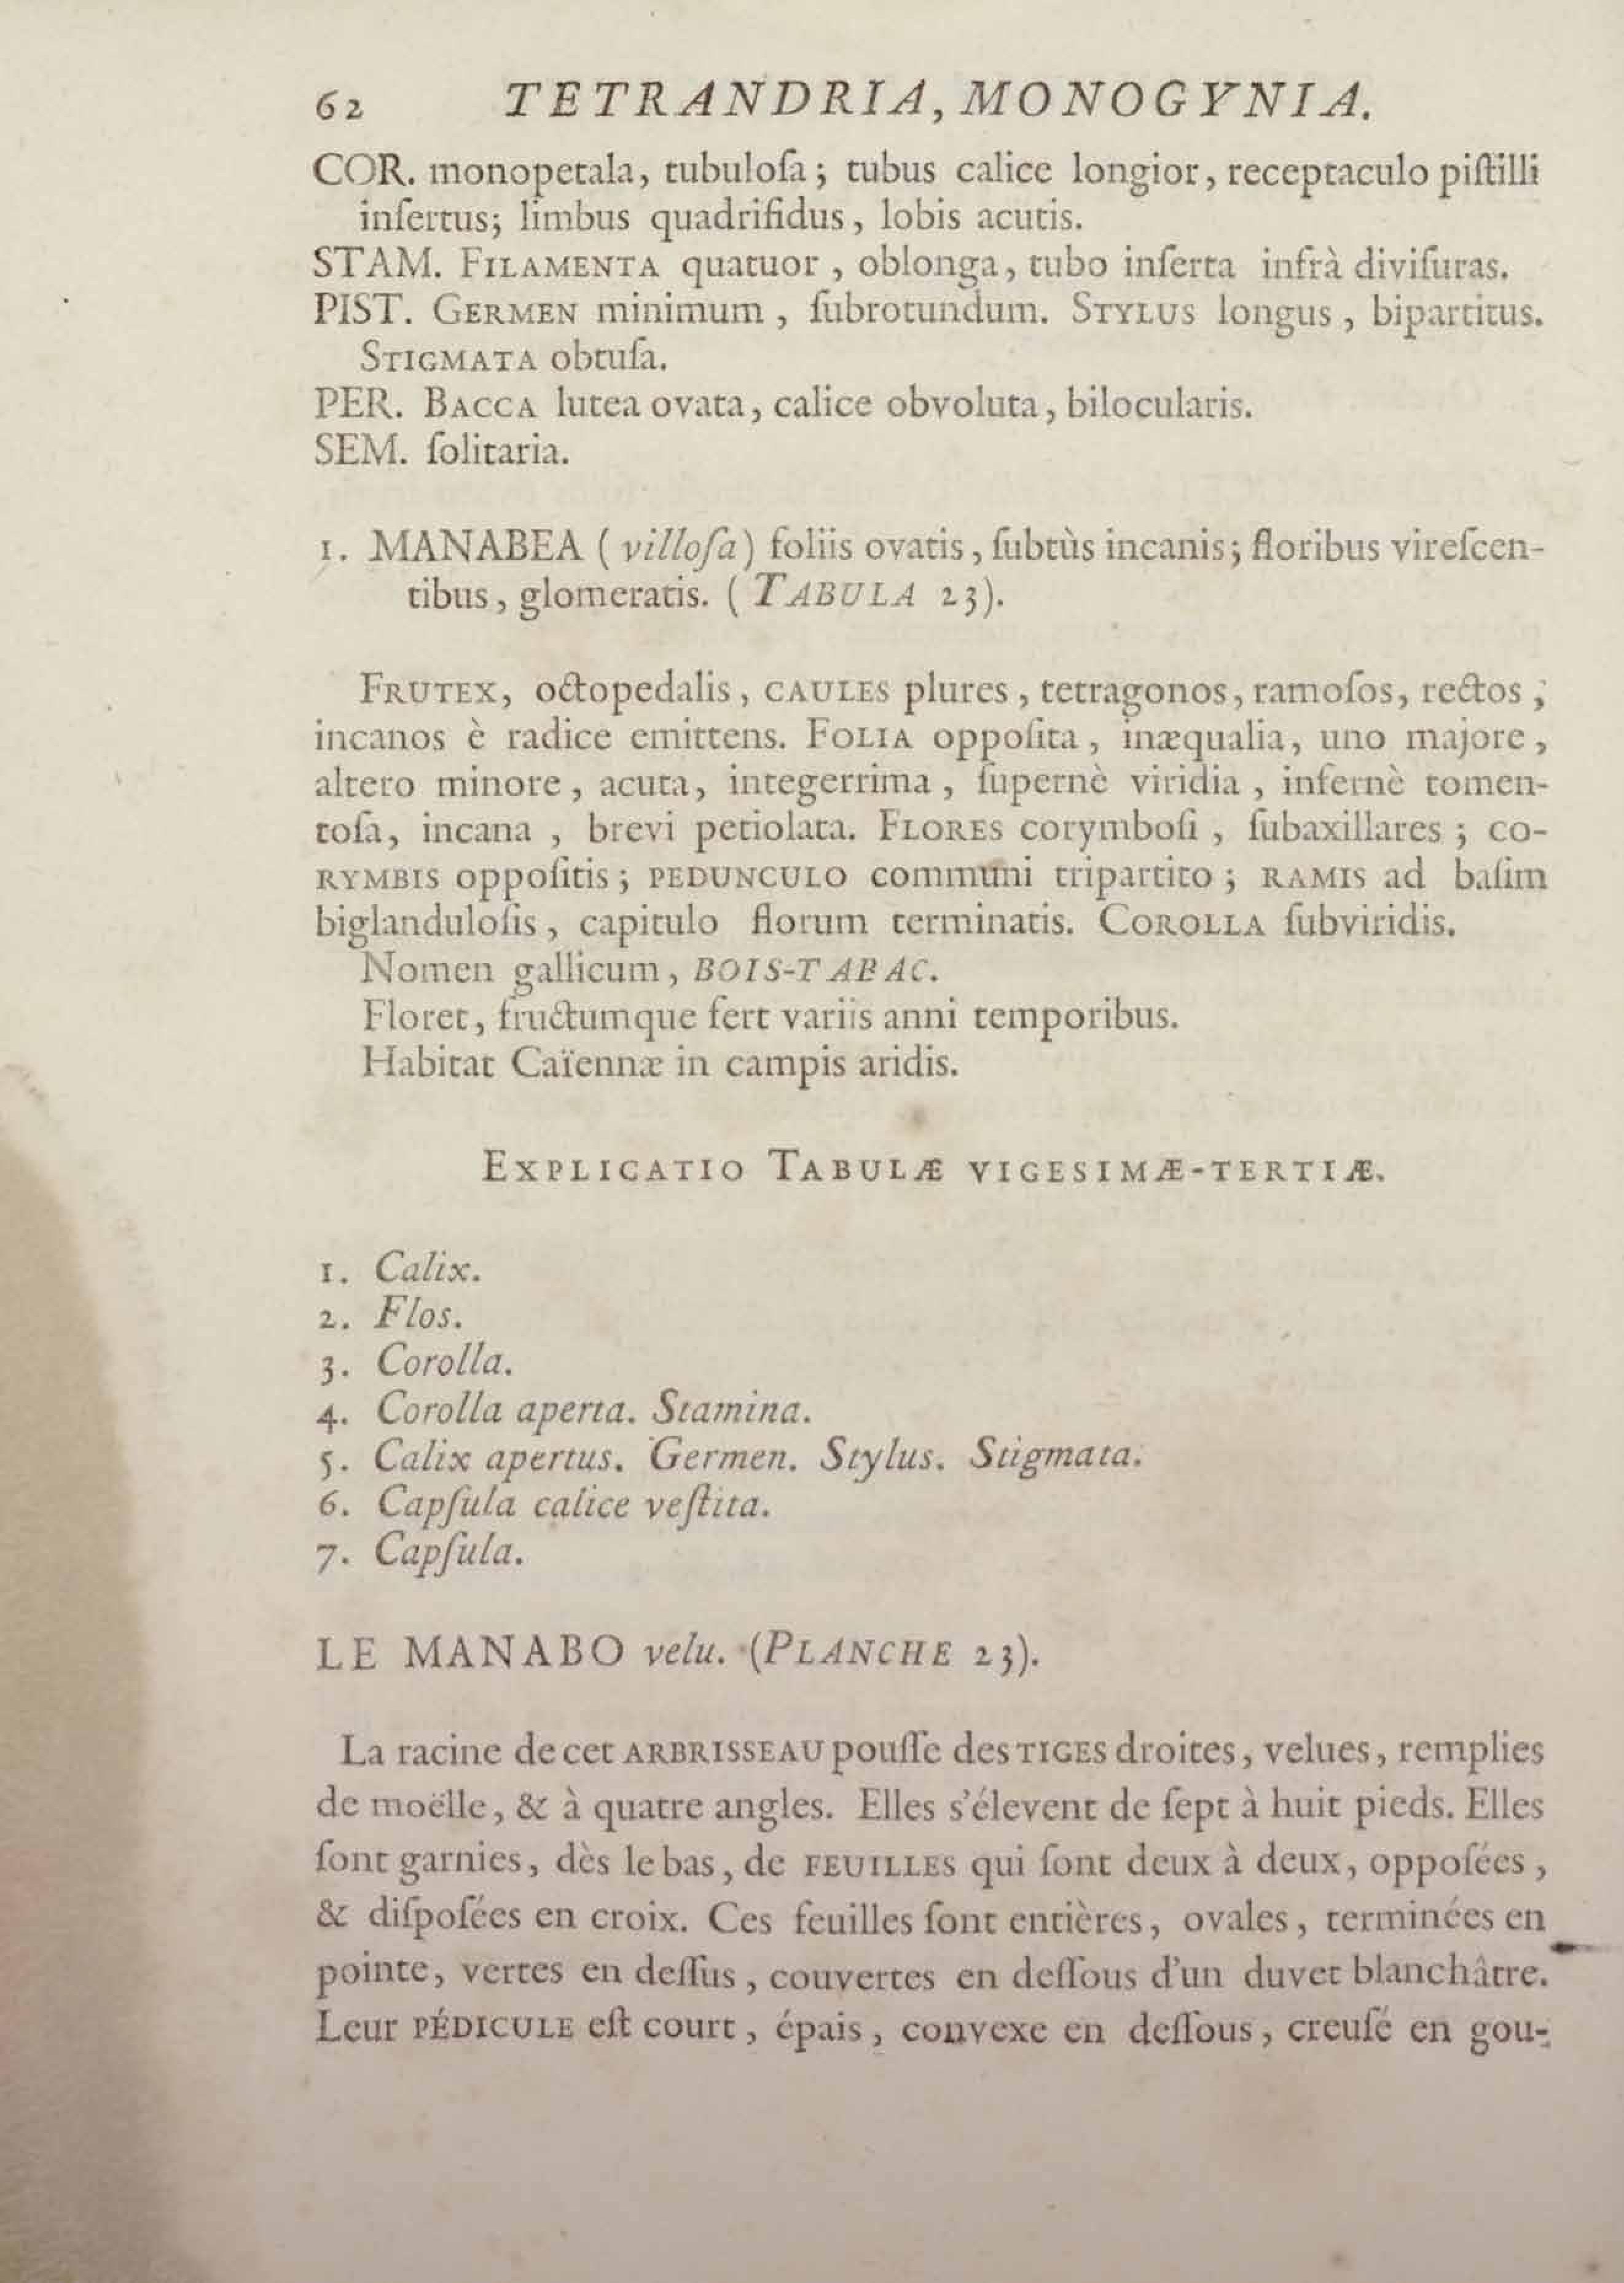 62 TETRANDRIA, MONOGYNIA.
COR. monopetala, tubuloſa; tubus calice longior, receptaculo piſtilli
inſertus; limbus quadrifidus, lobis acutis.
STAM. FILAMENTA quatuor, oblonga, tubo inſerta infrà diviſuras.
PIST. GERMEN minimum, ſubrotundum. STYLUS longus, bipartitus.
STIGMATA obtuſa.
PER. BACCA lutea ovata, calice obvoluta, bilocularis.
SEM. ſolitaria.
1. MANABEA (villoſa) foliis ovatis, ſubtùs incanis; floribus vireſcen-
tibus, glomeratis. (TABULA 23).
FRUTEX, octopedalis, CAULES plures, tetragonos, ramoſos, rectos,
incanos è radice emittens. FOLIA oppoſita, inæqualia, uno majore,
altero minore, acuta, integerrima, ſupernè viridia, infernè tomen-
toſa, incana, brevi petiolata. FLORES corymboſi, ſubaxillares; CO-
RYMBIS oppoſitis; PEDUNCULO communi tripartito; RAMIS ad baſim
biglanduloſis, capitulo florum terminatis. COROLLA ſubviridis.
Nomen gallicum, BOIS-TABAC.
Floret, fructumque fert variis anni temporibus.
Habitat Caïennæ in campis aridis.
EXPLICATIO TABULÆ VIGESIMÆ-TERTIÆ.
1. Calix.
2. Flos.
3. Corolla.
4. Corolla aperta. Stamina.
5. Calix apertus. Germen. Stylus. Stigmata.
6. Capſula calice veſtita.
7. Capſula.
LE MANABO velu. (PLANCHE 23).
La racine de cet ARBRISSEAU pouſſe des TIGES droites, velues, remplies
de moëlle, & à quatre angles. Elles s'élevent de ſept à huit pieds. Elles
ſont garnies, dès le bas, de FEUILLES qui ſont deux à deux, oppoſées,
& diſpoſées en croix. Ces feuilles ſont entières, ovales, terminées en
pointe, vertes en deſſus, couvertes en deſſous d'un duvet blanchâtre.
Leur PÉDICULE eſt court, épais, convexe en deſſous, creuſé en gou-